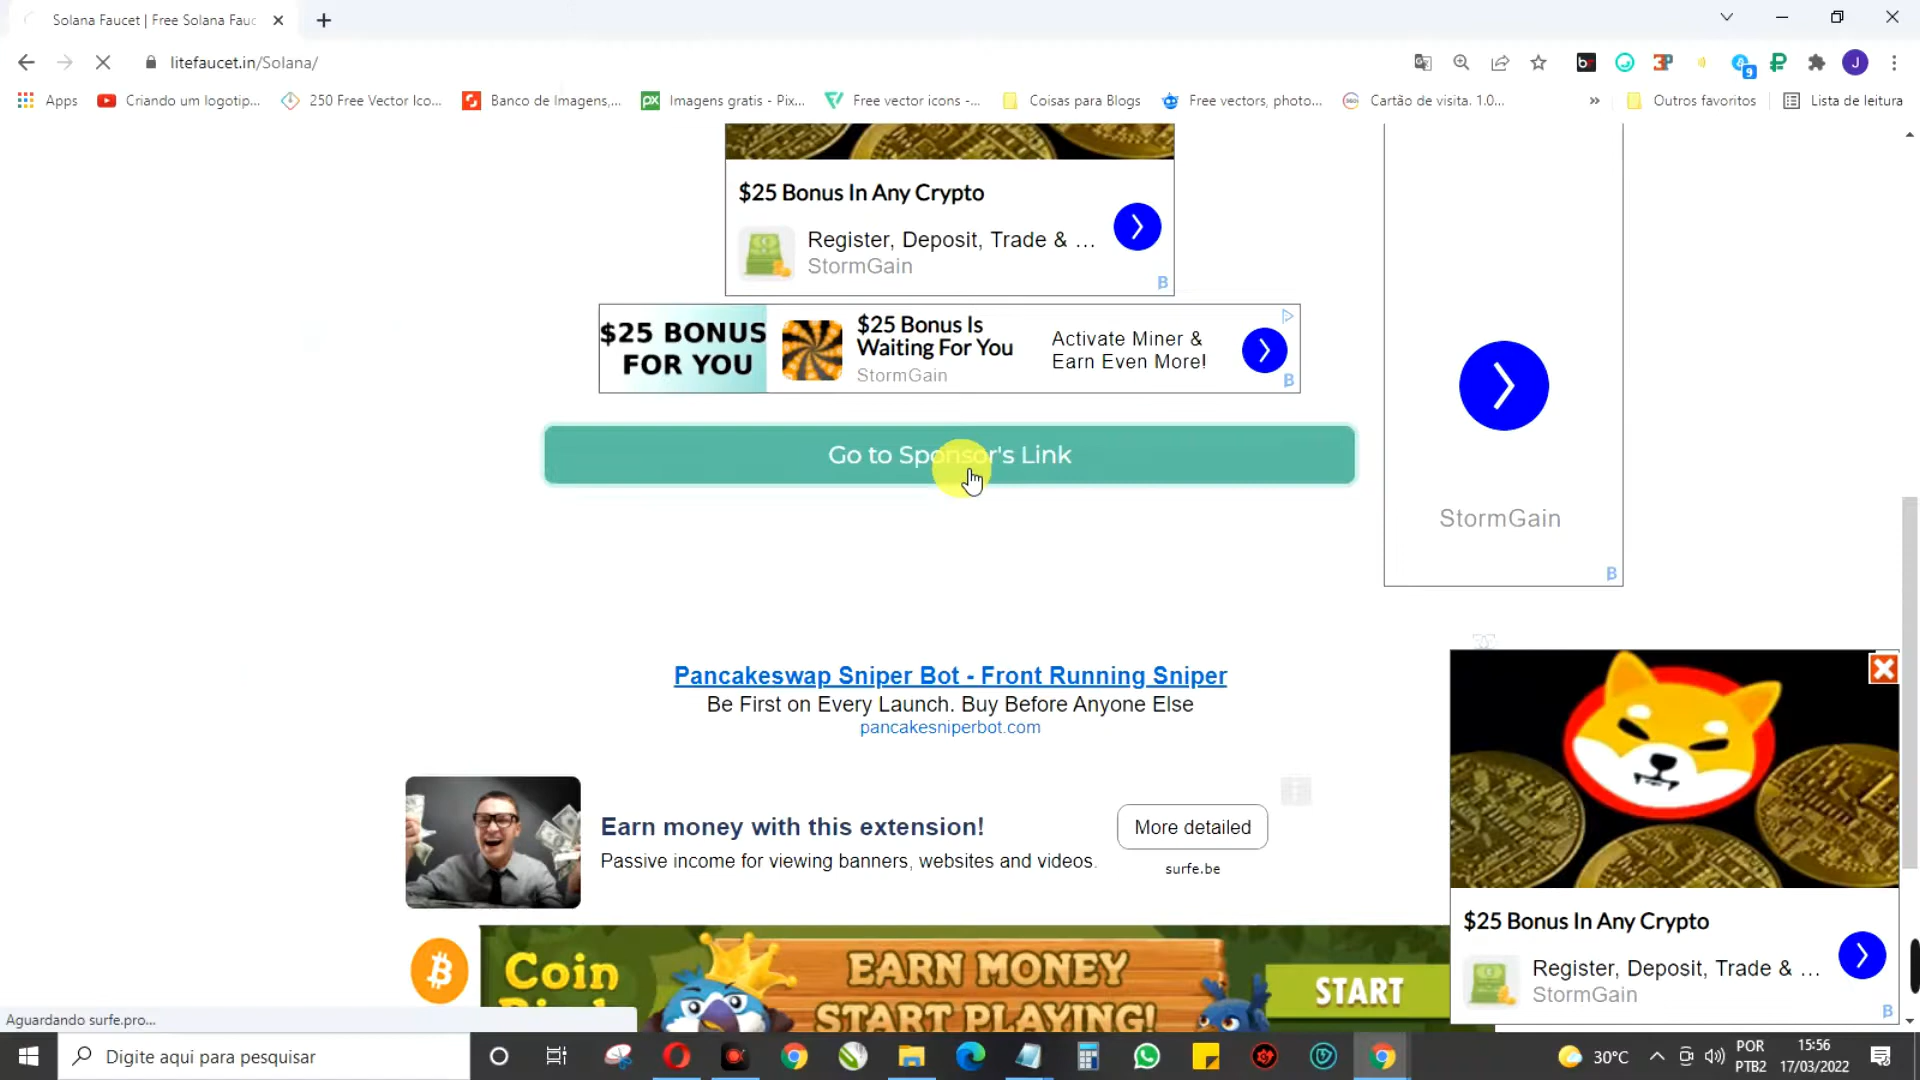 Solana Faucet | Free Solana Fauc
litefaucet.in/Solana/
9
J
Apps
Criando um logotip...
250 Free Vector Ico...
Banco de Imagens,...
px
Imagens gratis - Pix...
Free vector icons -...
Coisas para Blogs
Free vectors, photo...
Cartão de visita. 1.0...
»
Outros favoritos
Lista de leitura
$25 Bonus In Any Crypto
Register, Deposit, Trade & ...
StormGain
$25 BONUS
FOR YOU
$25 Bonus Is
Waiting For You
StormGain
Activate Miner &
Earn Even More!
Go to Sponsor's Link
StormGain
Pancakeswap Sniper Bot - Front Running Sniper
Be First on Every Launch. Buy Before Anyone Else
pancakesniperbot.com
Earn money with this extension!
Passive income for viewing banners, websites and videos.
More detailed
surfe.be
Coin
EARN MONEY
START PLAYING!
START
$25 Bonus In Any Crypto
Register, Deposit, Trade & ...
StormGain
Aguardando surfe.pro...
Digite aqui para pesquisar
30°C
POR
PTB2
15:56
17/03/2022